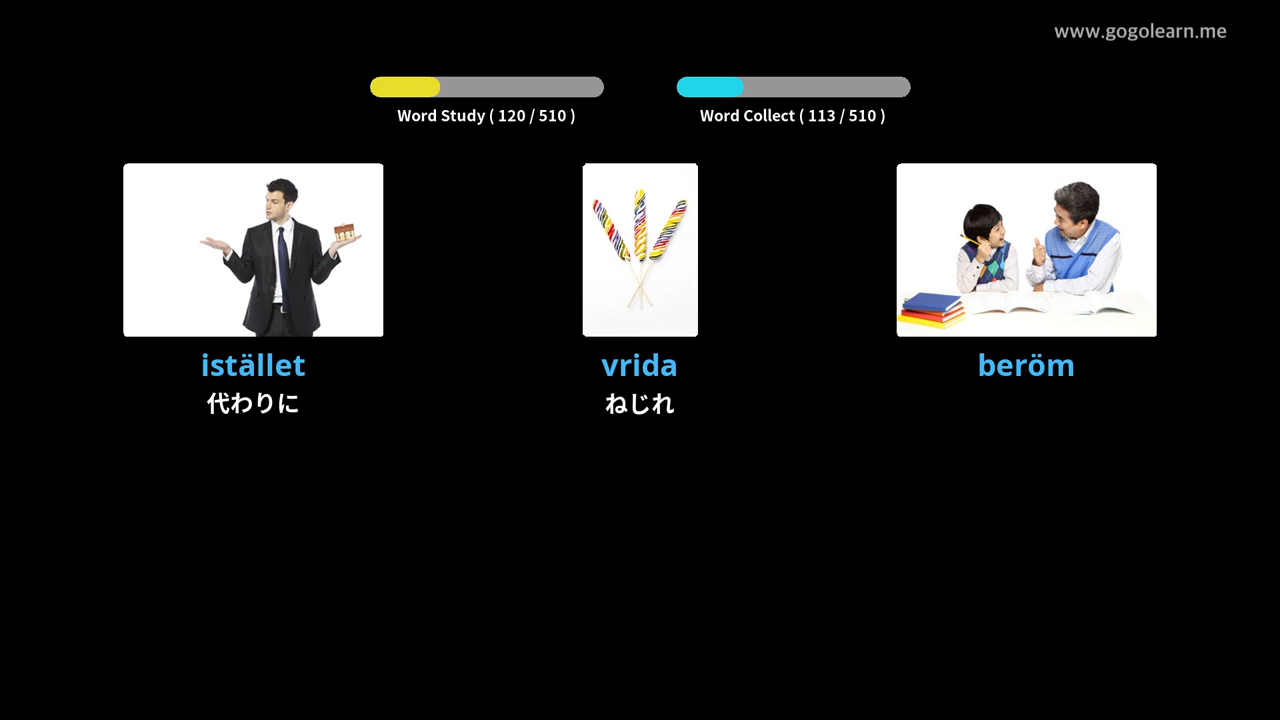 www.gogolearn.me
Word Study ( 120 / 510 )
Word Collect ( 113 / 510 )
istället
vrida
beröm
代わりに
ねじれ